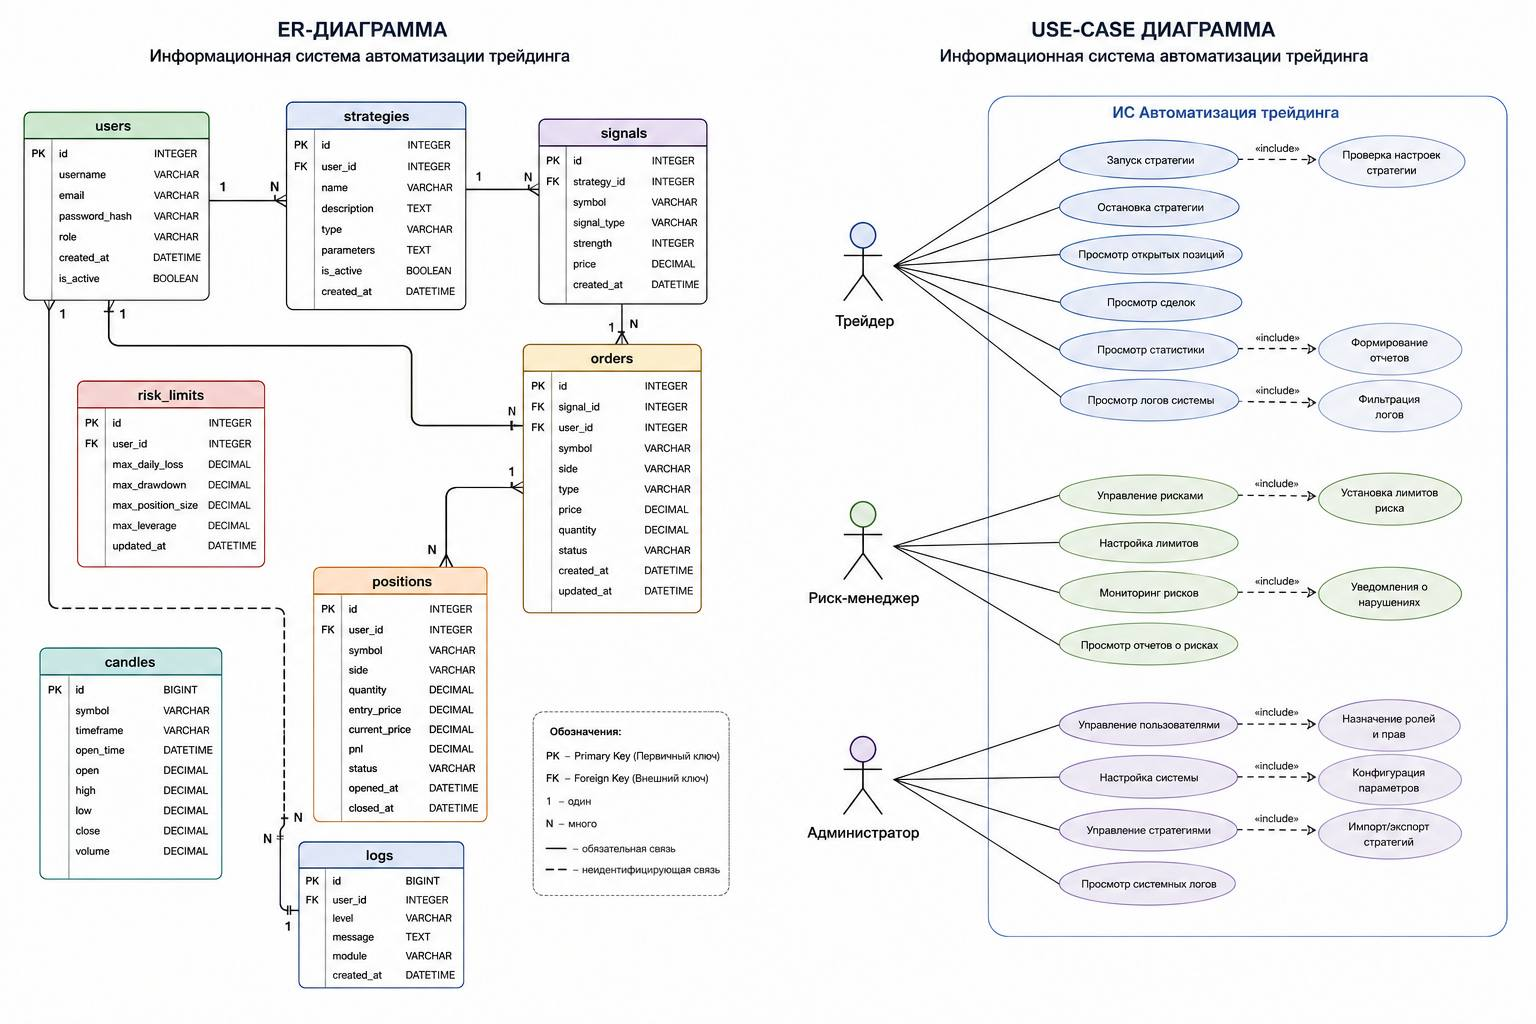 ER-ДИАГРАММА
Информационная система автоматизации трейдинга
users
PK id INTEGER
username VARCHAR
email VARCHAR
password_hash VARCHAR
role VARCHAR
created_at DATETIME
is_active BOOLEAN
1 N
strategies
PK id INTEGER
FK user_id INTEGER
name VARCHAR
description TEXT
type VARCHAR
parameters TEXT
is_active BOOLEAN
created_at DATETIME
1 N
signals
PK id INTEGER
FK strategy_id INTEGER
symbol VARCHAR
signal_type VARCHAR
strength INTEGER
price DECIMAL
created_at DATETIME
1 1
1 N
orders
PK id INTEGER
FK signal_id INTEGER
FK user_id INTEGER
symbol VARCHAR
side VARCHAR
type VARCHAR
price DECIMAL
quantity DECIMAL
status VARCHAR
created_at DATETIME
updated_at DATETIME
N
1
N
risk_limits
PK id INTEGER
FK user_id INTEGER
max_daily_loss DECIMAL
max_drawdown DECIMAL
max_position_size DECIMAL
max_leverage DECIMAL
updated_at DATETIME
positions
PK id INTEGER
FK user_id INTEGER
symbol VARCHAR
side VARCHAR
quantity DECIMAL
entry_price DECIMAL
current_price DECIMAL
pnl DECIMAL
status VARCHAR
opened_at DATETIME
closed_at DATETIME
candles
PK id BIGINT
symbol VARCHAR
timeframe VARCHAR
open_time DATETIME
open DECIMAL
high DECIMAL
low DECIMAL
close DECIMAL
volume DECIMAL
N
N
1
logs
PK id BIGINT
FK user_id INTEGER
level VARCHAR
message TEXT
module VARCHAR
created_at DATETIME
Обозначения:
PK – Primary Key (Первичный ключ)
FK – Foreign Key (Внешний ключ)
1 – один
N – много
– обязательная связь
– неидентифицирующая связь
USE-CASE ДИАГРАММА
Информационная система автоматизации трейдинга
ИС Автоматизация трейдинга
Трейдер
Запуск стратегии
«include»
Проверка настроек
стратегии
Остановка стратегии
Просмотр открытых позиций
Просмотр сделок
Просмотр статистики
«include»
Формирование
отчетов
Просмотр логов системы
«include»
Фильтрация
логов
Риск-менеджер
Управление рисками
«include»
Установка лимитов
риска
Настройка лимитов
Мониторинг рисков
«include»
Уведомления о
нарушениях
Просмотр отчетов о рисках
Администратор
Управление пользователями
«include»
Назначение ролей
и прав
Настройка системы
«include»
Конфигурация
параметров
Управление стратегиями
«include»
Импорт/экспорт
стратегий
Просмотр системных логов